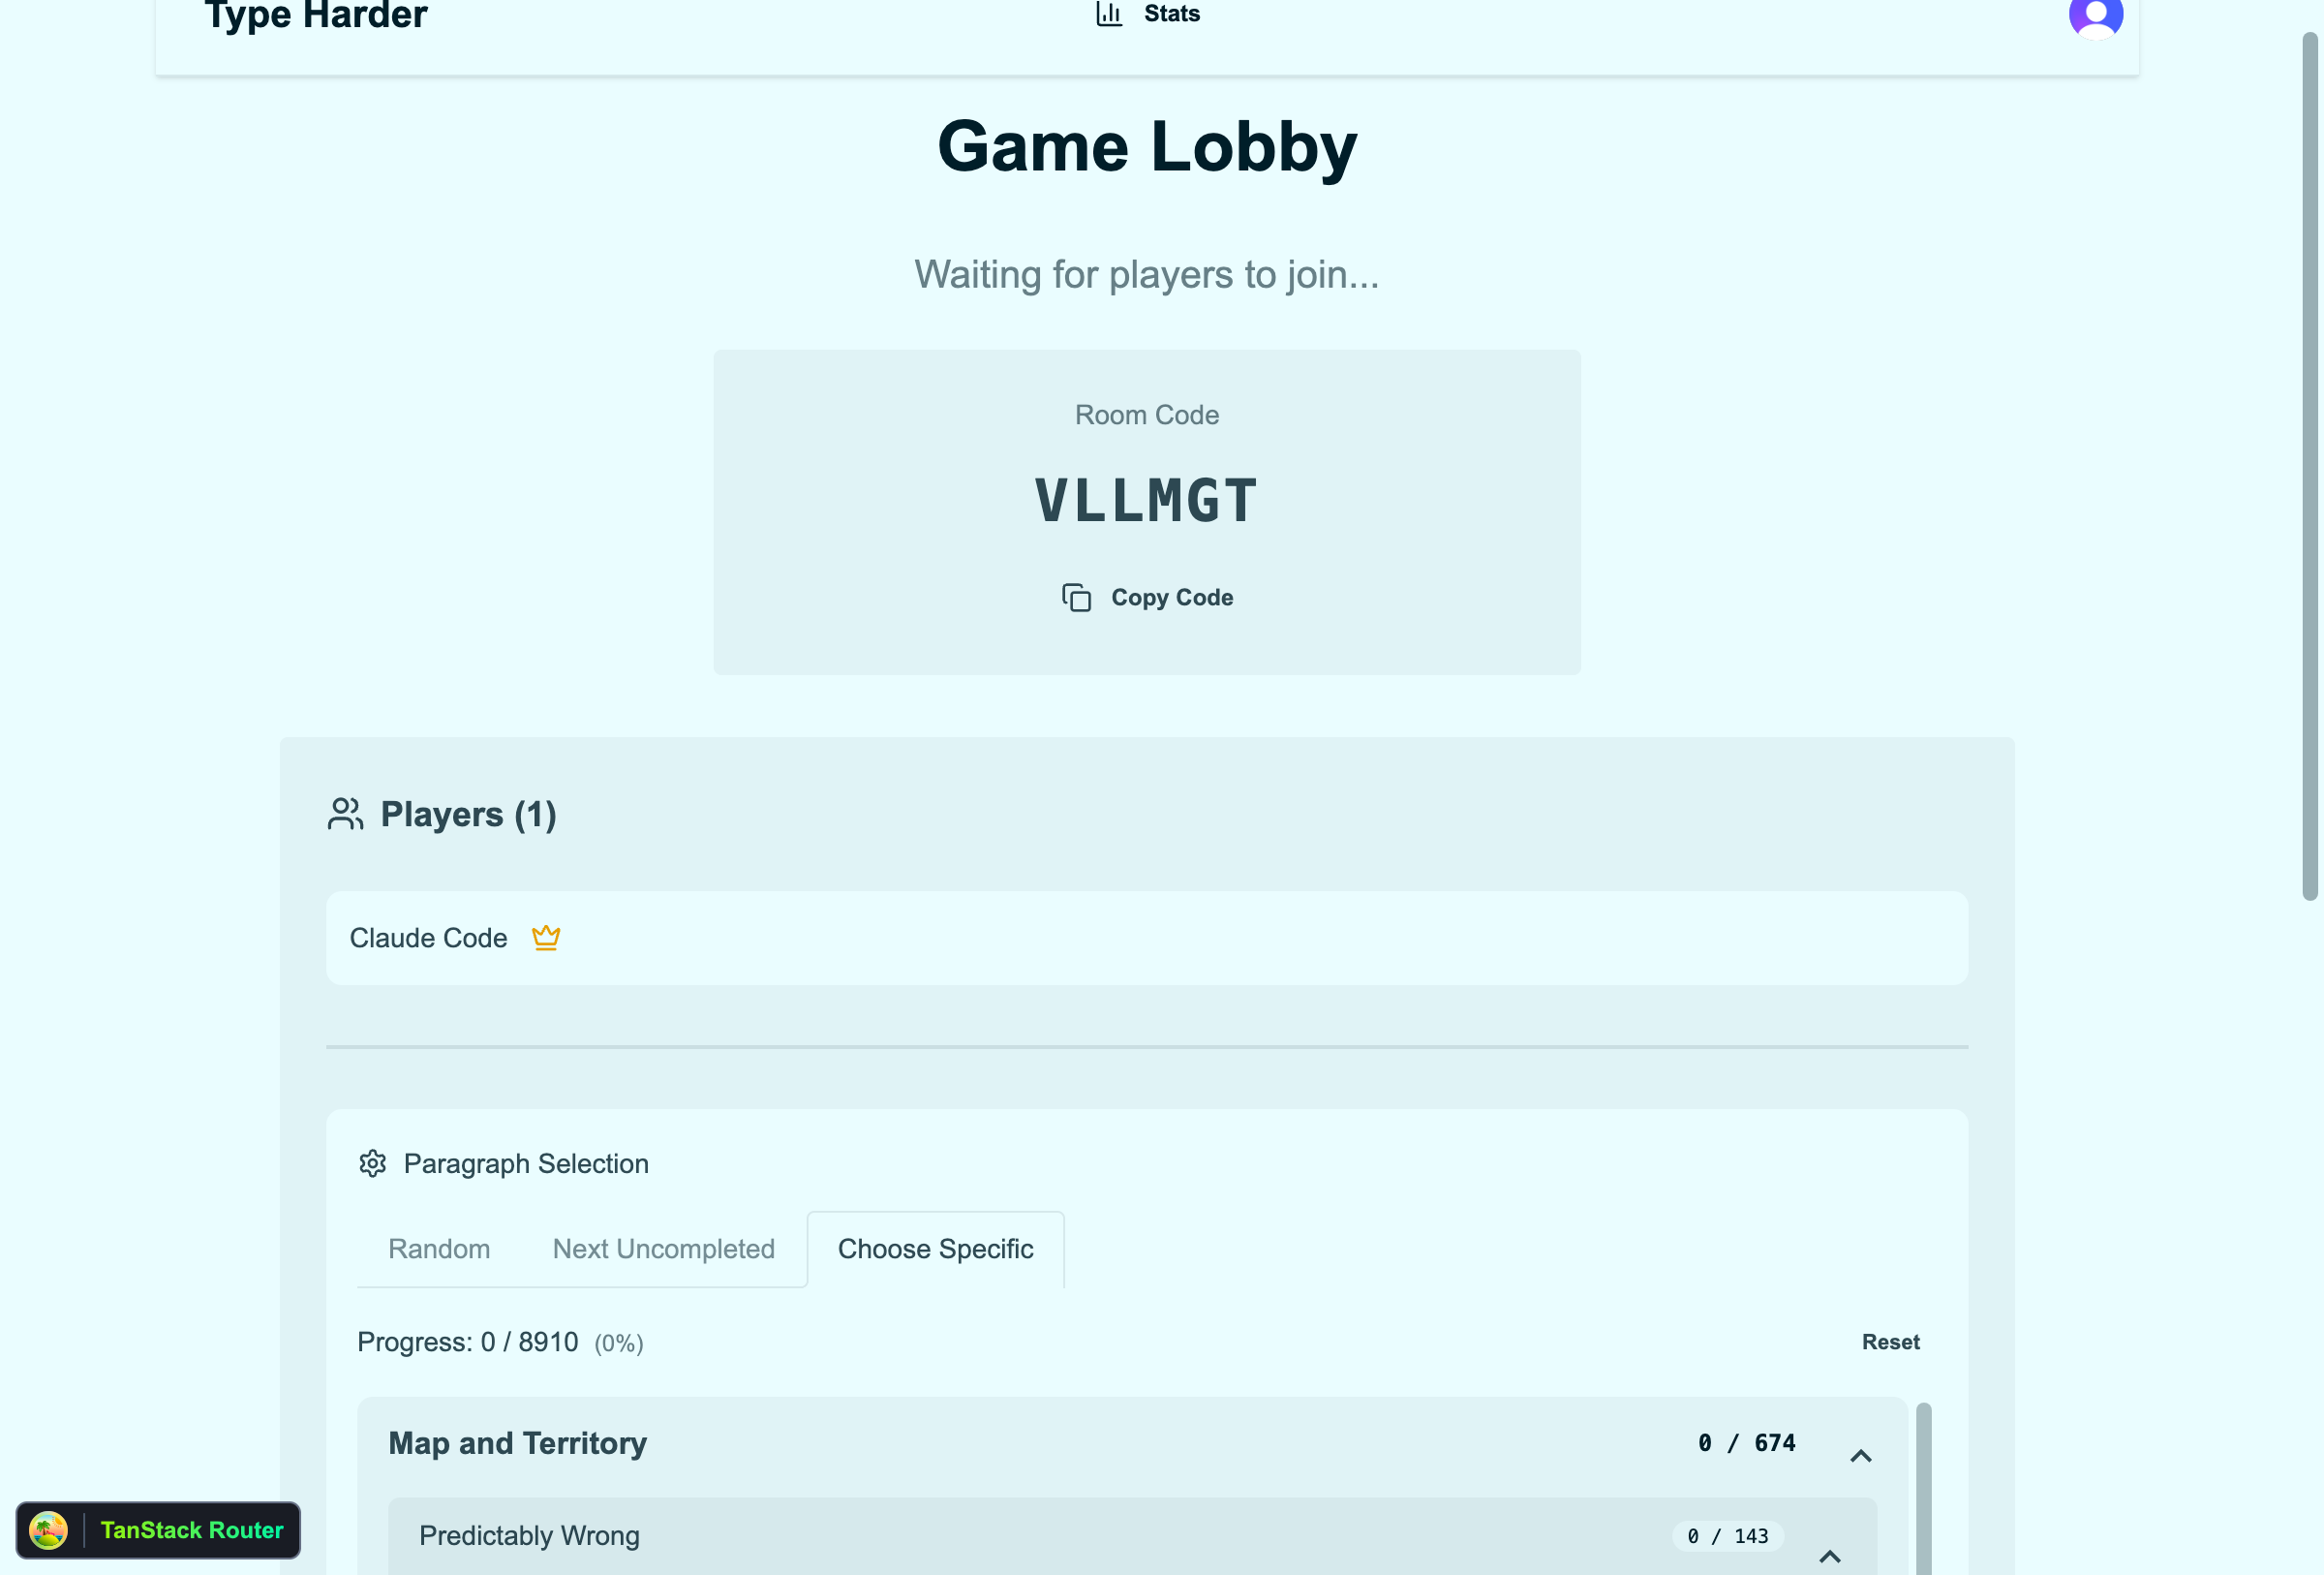 Type Harder
Stats
Game Lobby
Waiting for players to join...
Room Code
VLLMGT
Copy Code
Players (1)
Claude Code
Paragraph Selection
Random
Next Uncompleted
Choose Specific
Progress: 0 / 8910 (0%)
Reset
Map and Territory
0 / 674
Predictably Wrong
0 / 143
TanStack Router